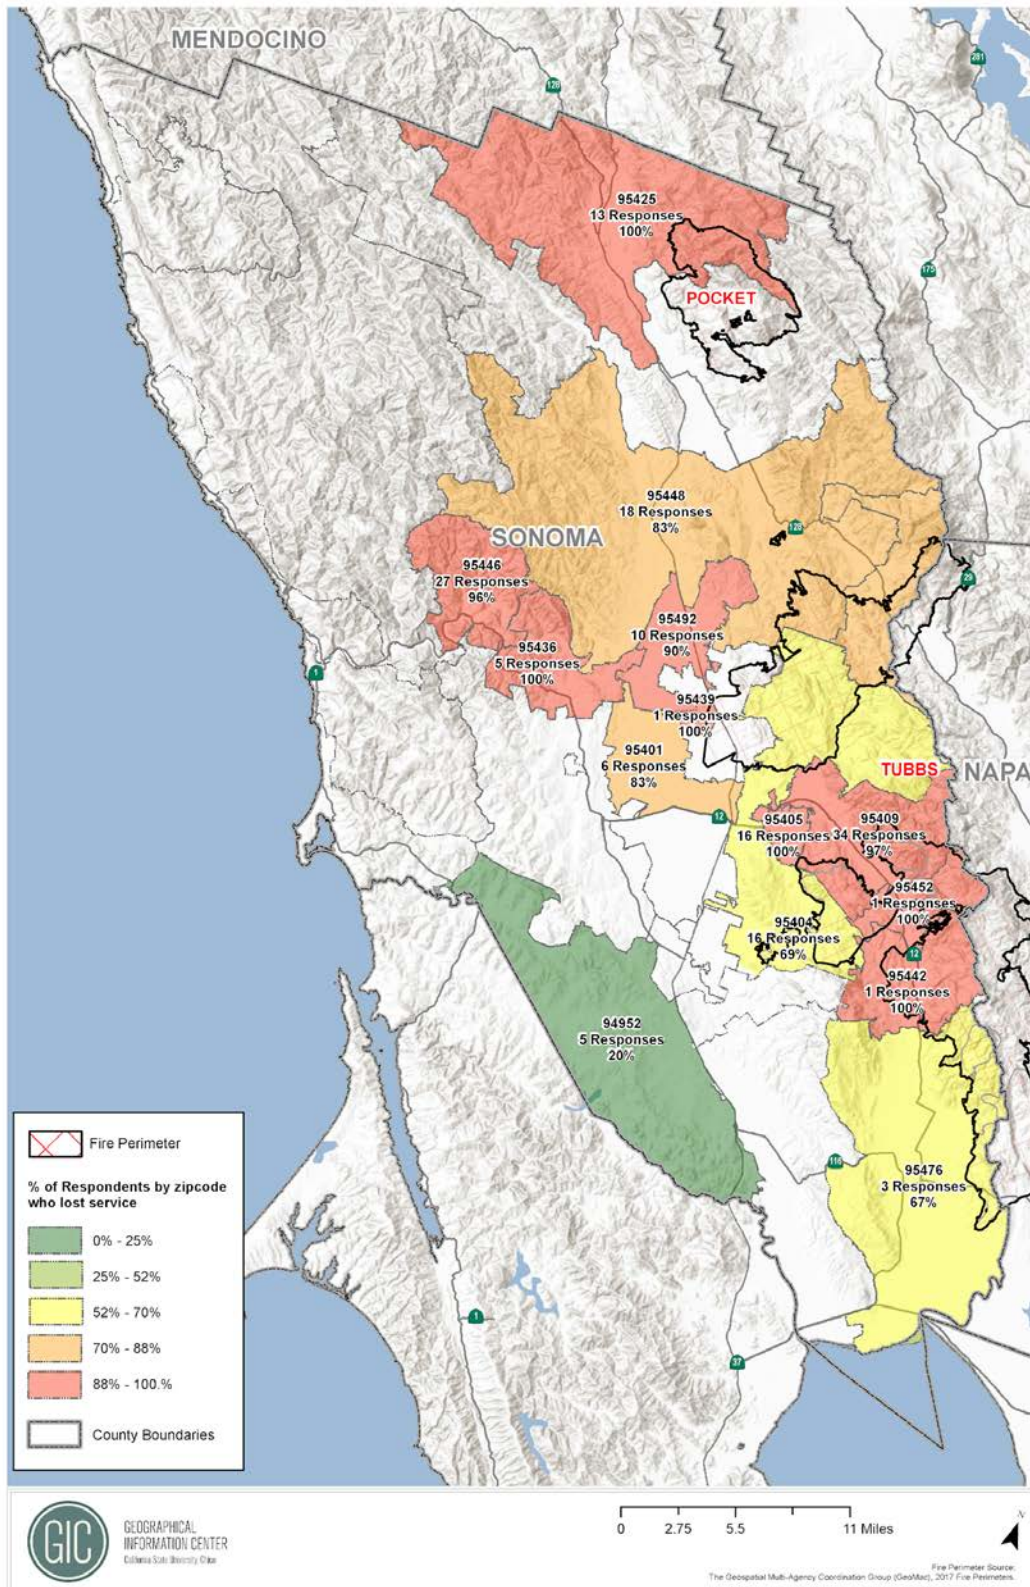 MENDOCINO
281
128
95425
13 Responses
100%
175
POCKET
95448
18 Responses
83%
128
SONOMA
29
95446
27 Responses
96%
95492
10 Responses
90%
95436
5 Responses
100%
1
95439
1 Responses
100%
95401
6 Responses
83%
TUBBS
NAPA
12
95405
16 Responses
100%
95409
34 Responses
97%
95452
1 Responses
100%
95404
16 Responses
69%
12
95442
1 Responses
100%
94952
5 Responses
20%
116
95476
3 Responses
67%
1
37
Fire Perimeter
% of Respondents by zipcode
who lost service
0% - 25%
25% - 52%
52% - 70%
70% - 88%
88% - 100.%
County Boundaries
GIC
GEOGRAPHICAL
INFORMATION CENTER
California State University, Chico
0 2.75 5.5 11 Miles
N
Fire Perimeter Source:
The Geospatial Multi-Agency Coordination Group (GeoMac), 2017 Fire Perimeters.